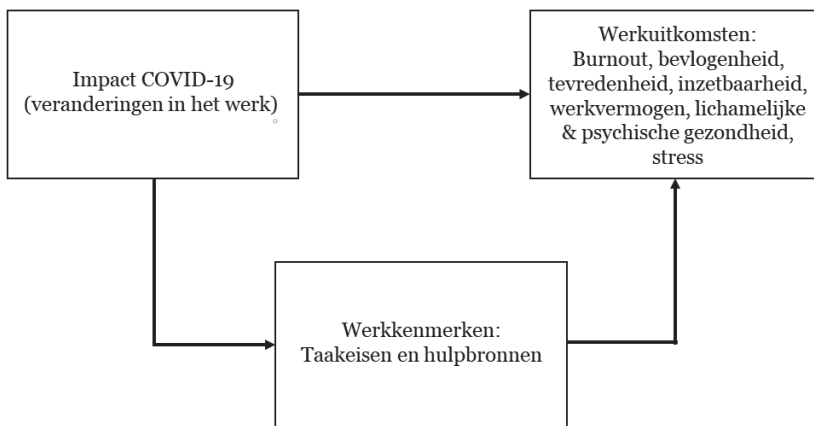 Impact COVID-19
(veranderingen in het werk)
Werkuitkomsten:
Burnout, bevlogenheid,
tevredenheid, inzetbaarheid,
werkvermogen, lichamelijke
& psychische gezondheid,
stress
Werkkenmerken:
Taakeisen en hulpbronnen